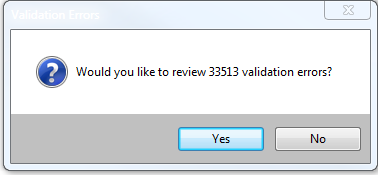 Validation Errors
Would you like to review 33513 validation errors?
Yes
No